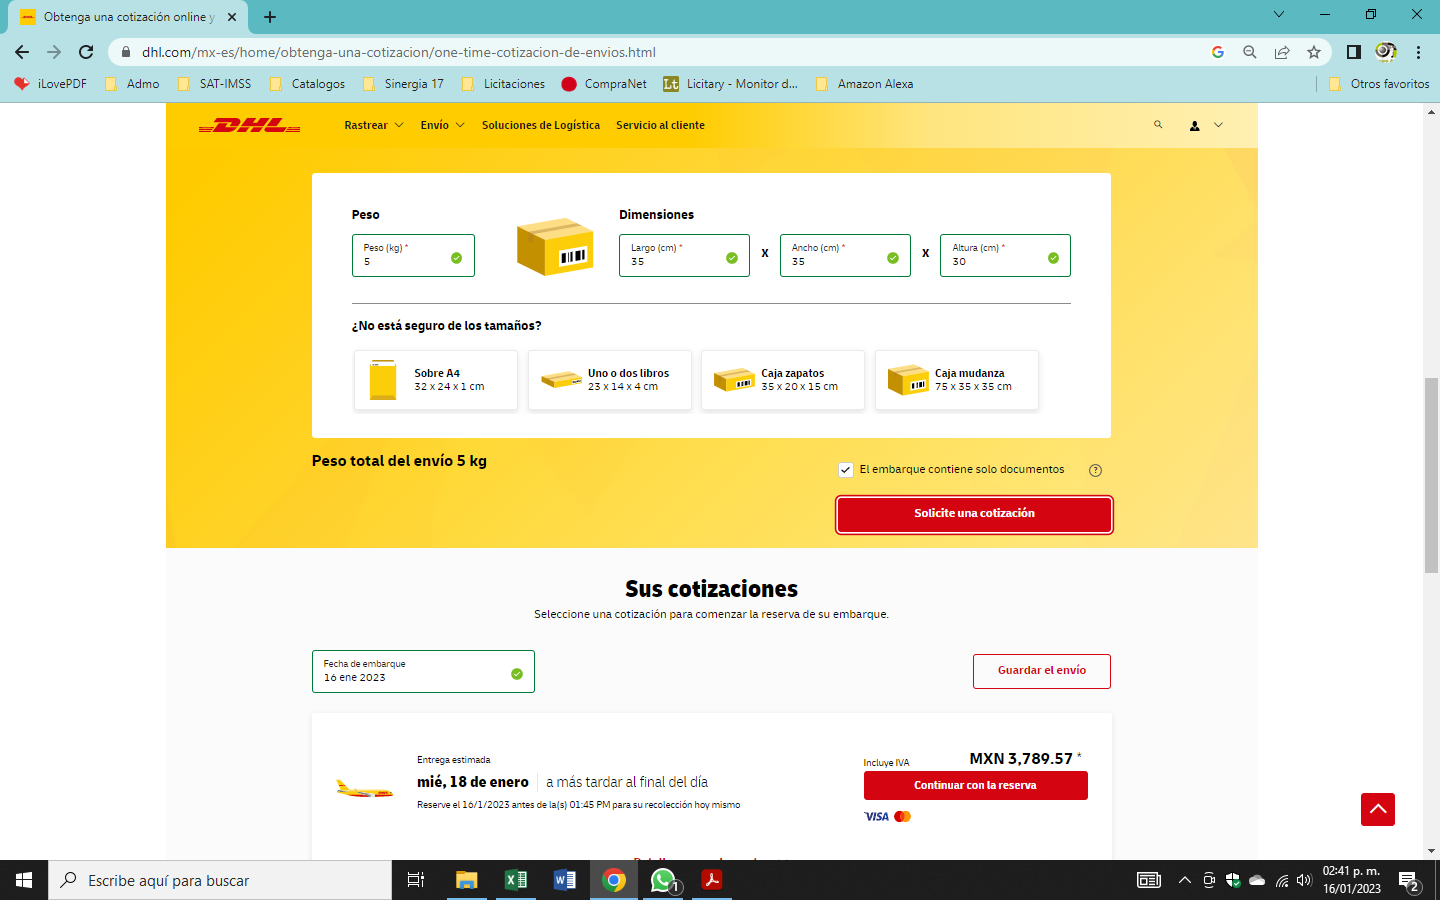 Obtenga una cotización online y
dhl.com/mx-es/home/obtenga-una-cotizacion/one-time-cotizacion-de-envios.html
iLovePDF
Admo
SAT-IMSS
Catalogos
Sinergia 17
Licitaciones
CompraNet
Lt
Licitary - Monitor d...
Amazon Alexa
Otros favoritos
DHL
Rastrear
Envío
Soluciones de Logística
Servicio al cliente
Peso
Dimensiones
Peso (kg) *
5
Largo (cm) *
35
X
Ancho (cm) *
35
X
Altura (cm) *
30
¿No está seguro de los tamaños?
Sobre A4
32 x 24 x 1 cm
Uno o dos libros
23 x 14 x 4 cm
Caja zapatos
35 x 20 x 15 cm
Caja mudanza
75 x 35 x 35 cm
Peso total del envío 5 kg
El embarque contiene solo documentos
?
Solicite una cotización
Sus cotizaciones
Seleccione una cotización para comenzar la reserva de su embarque.
Fecha de embarque
16 ene 2023
Guardar el envío
Entrega estimada
mié, 18 de enero
a más tardar al final del día
Reserve el 16/1/2023 antes de la(s) 01:45 PM para su recolección hoy mismo
Incluye IVA
MXN 3,789.57 *
Continuar con la reserva
VISA
Escribe aquí para buscar
1
02:41 p. m.
16/01/2023
2